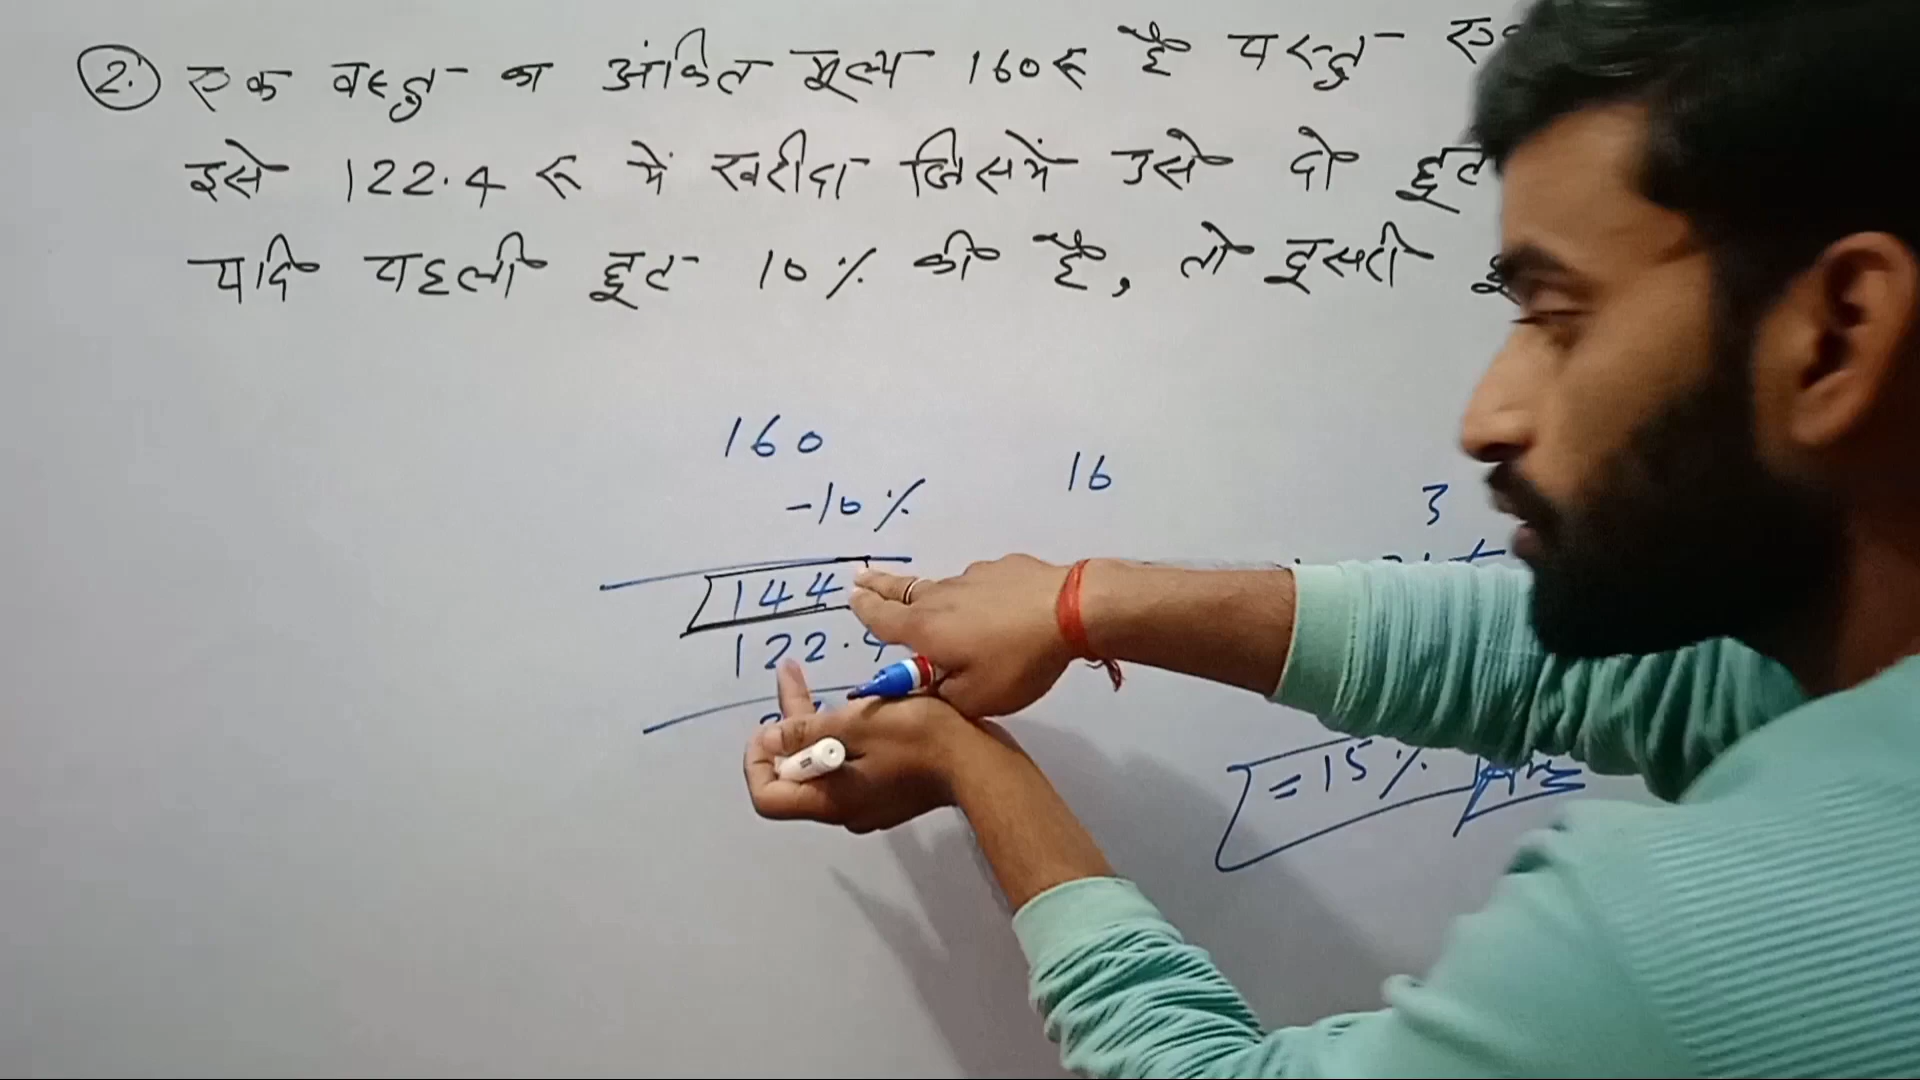 2. एक वस्तु का अंकित मूल्य 160 रू है परन्तु
इसे 122.4 रू में खरीदा जिसमें उसे दो छूट
यदि पहली छूट 10% की है, तो दूसरी
160
16
-10%
3
144
122.4
=15% Ans